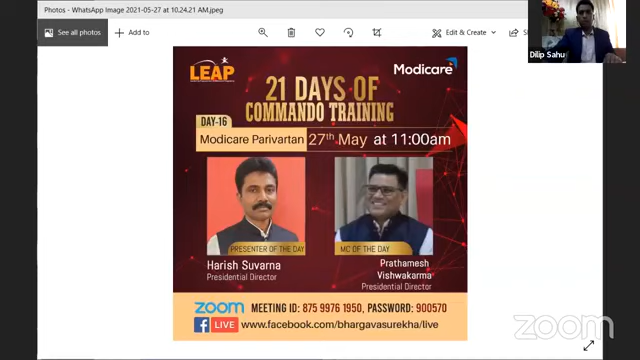 Photos - WhatsApp Image 2021-05-27 at 10.24.21 AM.jpeg
See all photos
Add to
Edit & Create
Sh
Dilip Sahu
LEAP
Modicare
21 DAYS OF
COMMANDO TRAINING
DAY-16
Modicare Parivartan 27th May at 11:00am
PRESENTER OF THE DAY
MC OF THE DAY
Harish Suvarna
Presidential Director
Prathamesh
Vishwakarma
Presidential Director
zoom MEETING ID: 875 9976 1950, PASSWORD: 900570
f LIVE www.facebook.com/bhargavasurekha/live
zoom